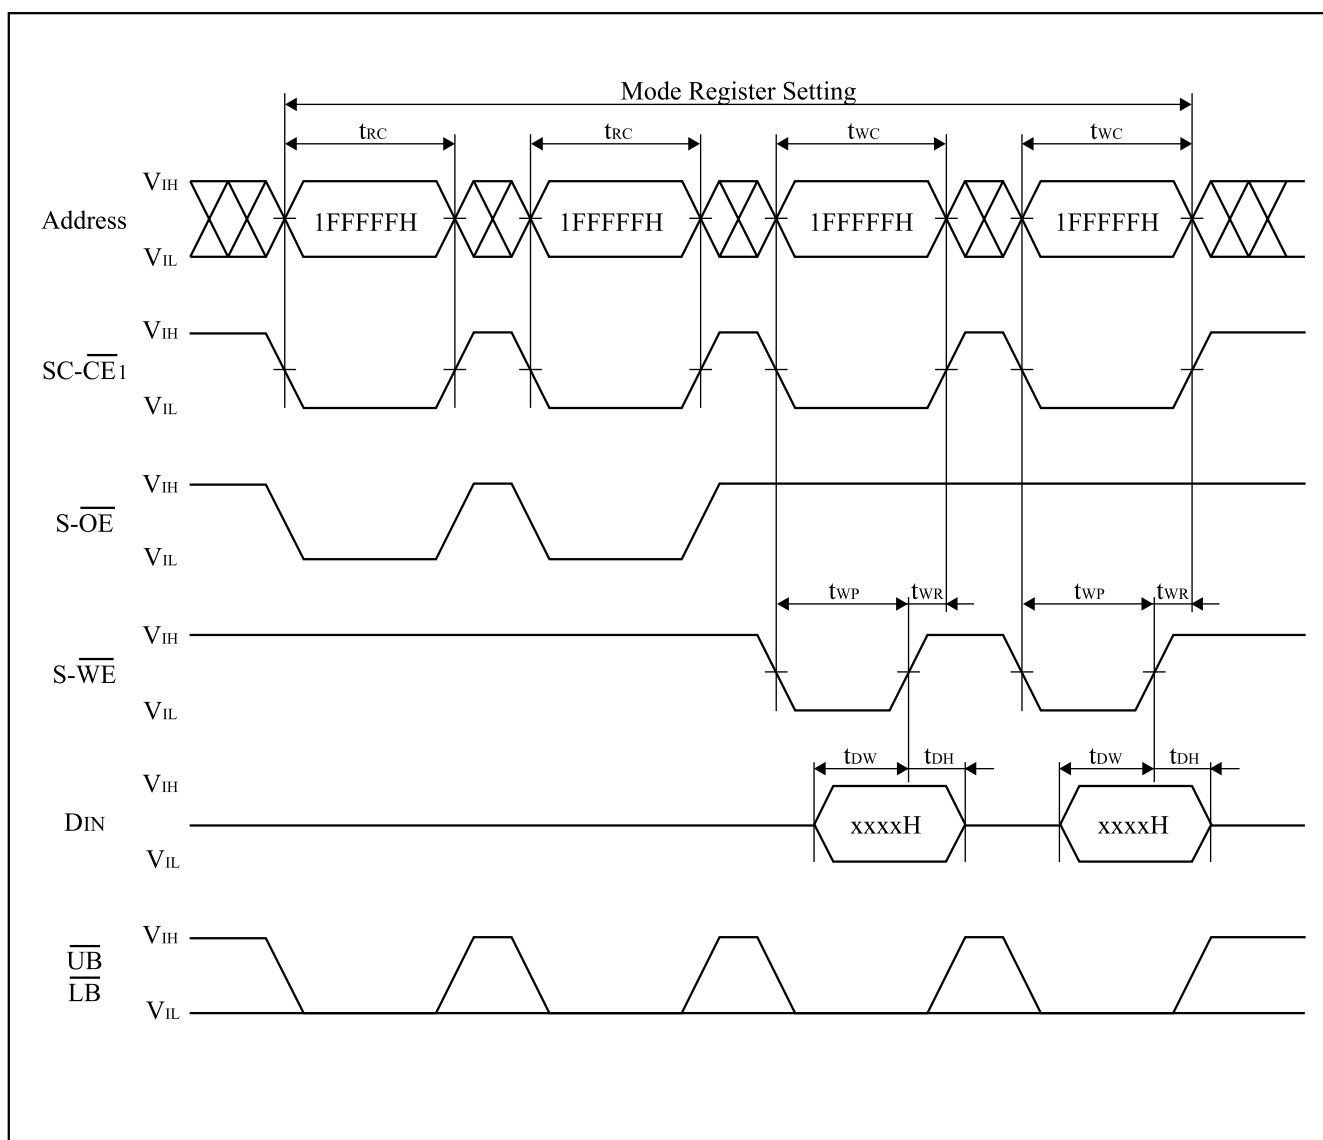 Mode Register Setting
tRC tRC tWC tWC
VIH
Address 1FFFFFH 1FFFFFH 1FFFFFH 1FFFFFH
VIL
VIH
SC-CE1
VIL
VIH
S-OE
VIL
tWP tWR tWP tWR
VIH
S-WE
VIL
tDW tDH tDW tDH
VIH
DIN xxxxH xxxxH
VIL
VIH
UB
LB
VIL